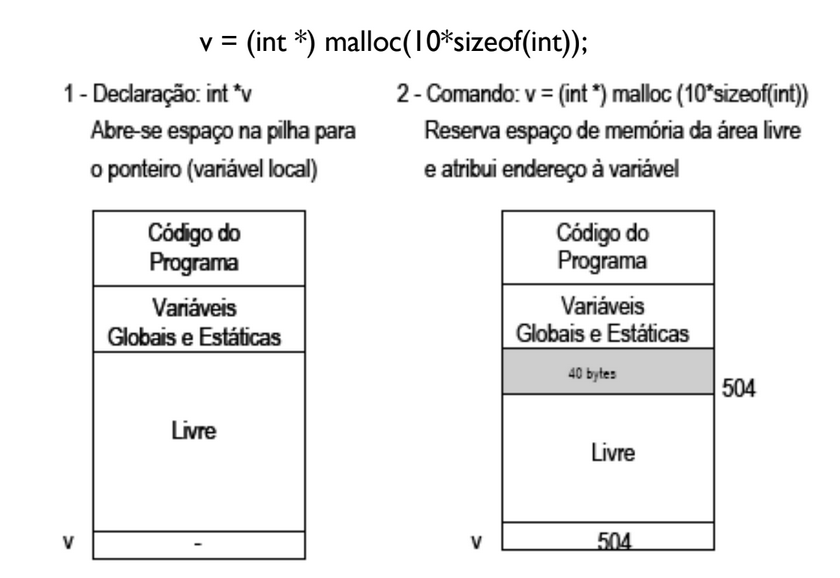 v = (int *) malloc(10*sizeof(int));
1 - Declaração: int *v
Abre-se espaço na pilha para
o ponteiro (variável local)
2 - Comando: v = (int *) malloc (10*sizeof(int))
Reserva espaço de memória da área livre
e atribui endereço à variável
Código do
Programa
Variáveis
Globais e Estáticas
Livre
v
-
Código do
Programa
Variáveis
Globais e Estáticas
40 bytes
504
Livre
v
504